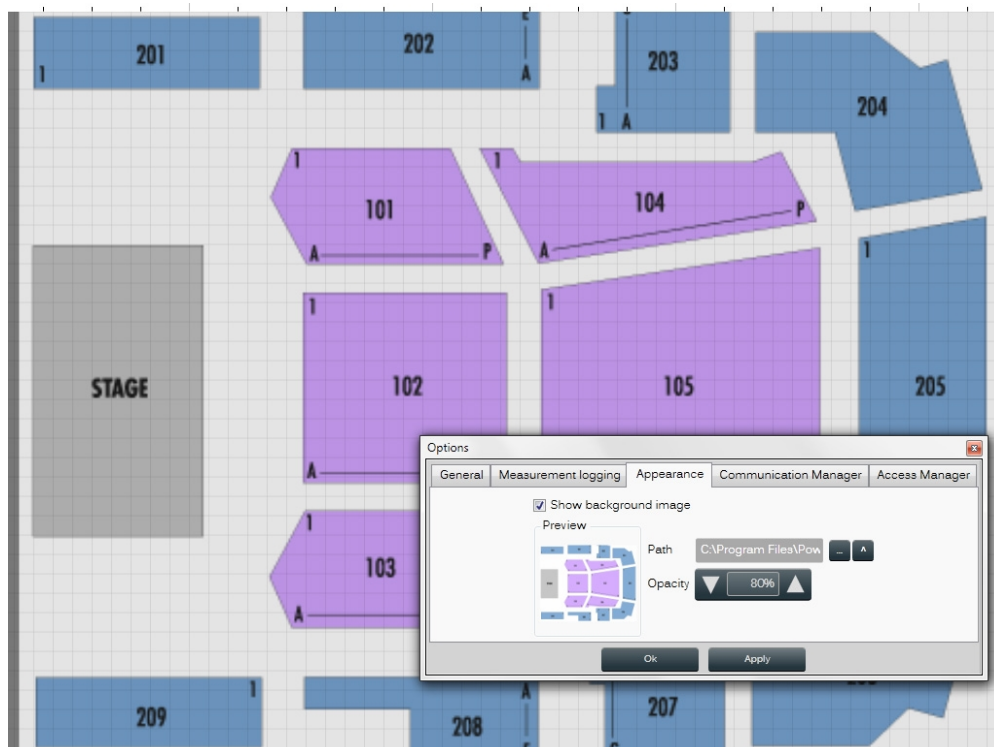 E
201
202
1
A
203
1 A
204
1
101
A P
1
104
A P
1
102
A
1
105
1
205
STAGE
1
103
A
Options
General Measurement logging Appearance Communication Manager Access Manager
Show background image
Preview
Path C:\Program Files\Pow ... ^
Opacity 80%
Ok Apply
1
209
A
208
207